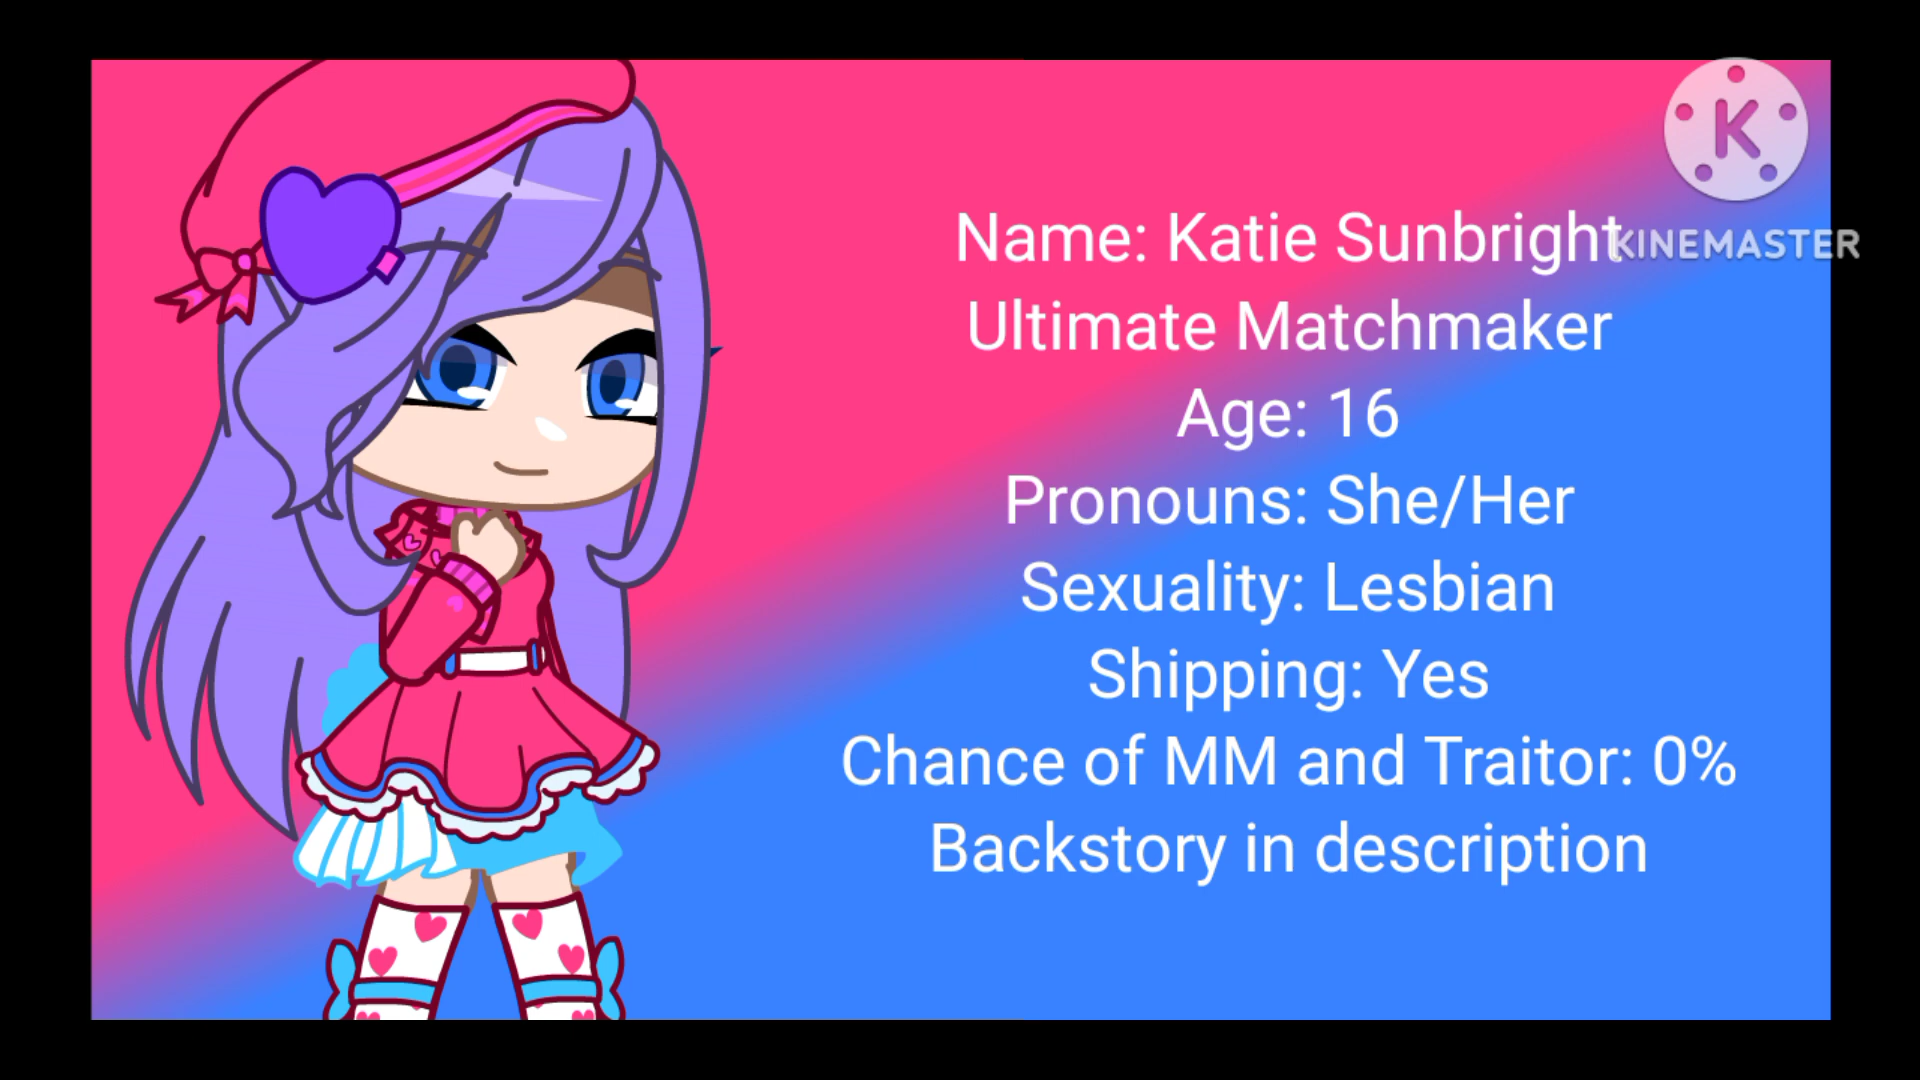 K
KINEMASTER
Name: Katie Sunbright
Ultimate Matchmaker
Age: 16
Pronouns: She/Her
Sexuality: Lesbian
Shipping: Yes
Chance of MM and Traitor: 0%
Backstory in description